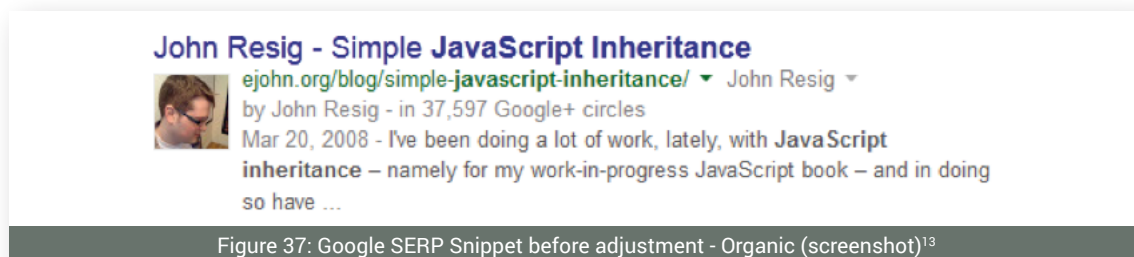 John Resig - Simple JavaScript Inheritance
ejohn.org/blog/simple-javascript-inheritance/ ▼ John Resig ▼
by John Resig - in 37,597 Google+ circles
Mar 20, 2008 - I've been doing a lot of work, lately, with JavaScript
inheritance – namely for my work-in-progress JavaScript book – and in doing
so have ...
Figure 37: Google SERP Snippet before adjustment - Organic (screenshot)¹³